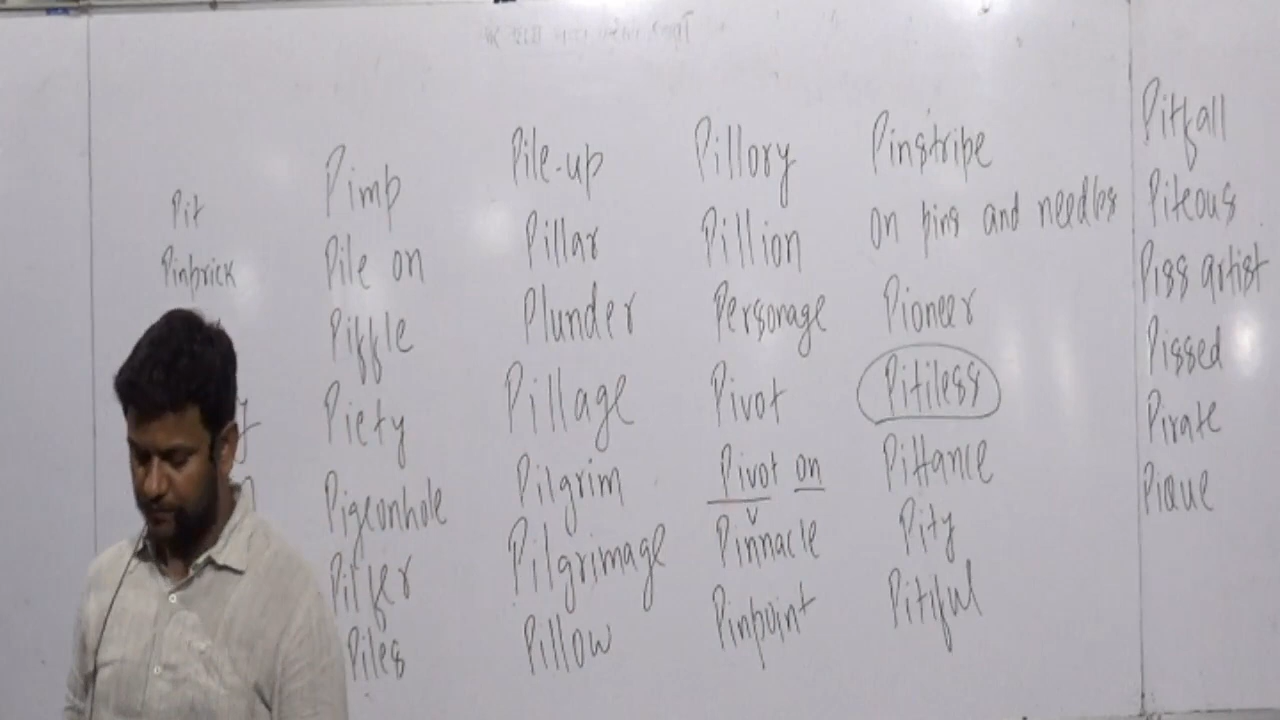 Pit
Pinprick
Pimp
Pile on
Piffle
Piety
Pigeonhole
Pilfer
Piles
Pile-up
Pillar
Plunder
Pillage
Pilgrim
Pilgrimage
Pillow
Pillory
Pillion
Personage
Pivot
Pivot on
Pinnacle
Pinpoint
Pinstripe
on pins and needles
Pioneer
Pitiless
Pittance
Pity
Pitiful
Pitfall
Piteous
Piss artist
Pissed
Pirate
Pique